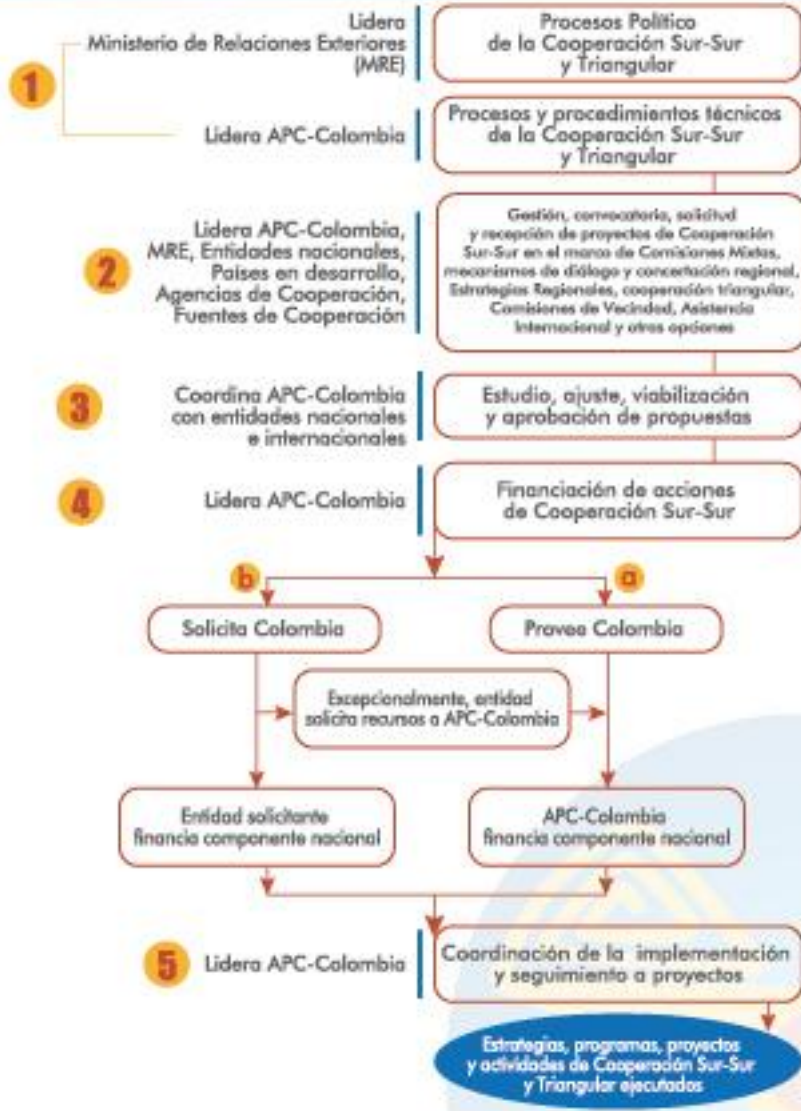 Lidera
Ministerio de Relaciones Exteriores
(MRE)
Procesos Político
de la Cooperación Sur-Sur
y Triangular
1
Lidera APC-Colombia
Procesos y procedimientos técnicos
de la Cooperación Sur-Sur
y Triangular
2
Lidera APC-Colombia,
MRE, Entidades nacionales,
Países en desarrollo,
Agencias de Cooperación,
Fuentes de Cooperación
Gestión, convocatoria, solicitud
y recepción de proyectos de Cooperación
Sur-Sur en el marco de Comisiones Mixtas,
mecanismos de diálogo y concertación regional,
Estrategias Regionales, cooperación triangular,
Comisiones de Vecindad, Asistencia
Internacional y otras opciones
3
Coordina APC-Colombia
con entidades nacionales
e internacionales
Estudio, ajuste, viabilización
y aprobación de propuestas
4
Lidera APC-Colombia
Financiación de acciones
de Cooperación Sur-Sur
b
a
Solicita Colombia
Provee Colombia
Excepcionalmente, entidad
solicita recursos a APC-Colombia
Entidad solicitante
financia componente nacional
APC-Colombia
financia componente nacional
5
Lidera APC-Colombia
Coordinación de la implementación
y seguimiento a proyectos
Estrategias, programas, proyectos
y actividades de Cooperación Sur-Sur
y Triangular ejecutados